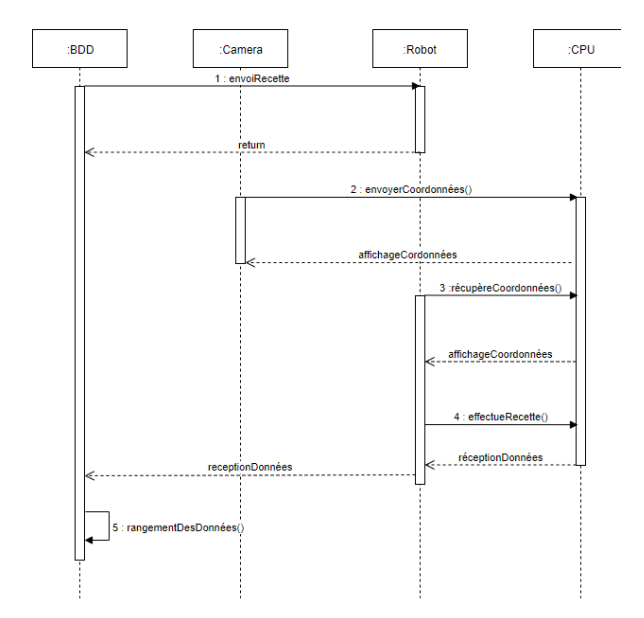 :BDD
:Camera
:Robot
:CPU
1 : envoiRecette
return
2 : envoyerCoordonnées()
affichageCordonnées
3 :récupèreCoordonnées()
affichageCoordonnées
4 : effectueRecette()
réceptionDonnées
receptionDonnées
5 : rangementDesDonnées()